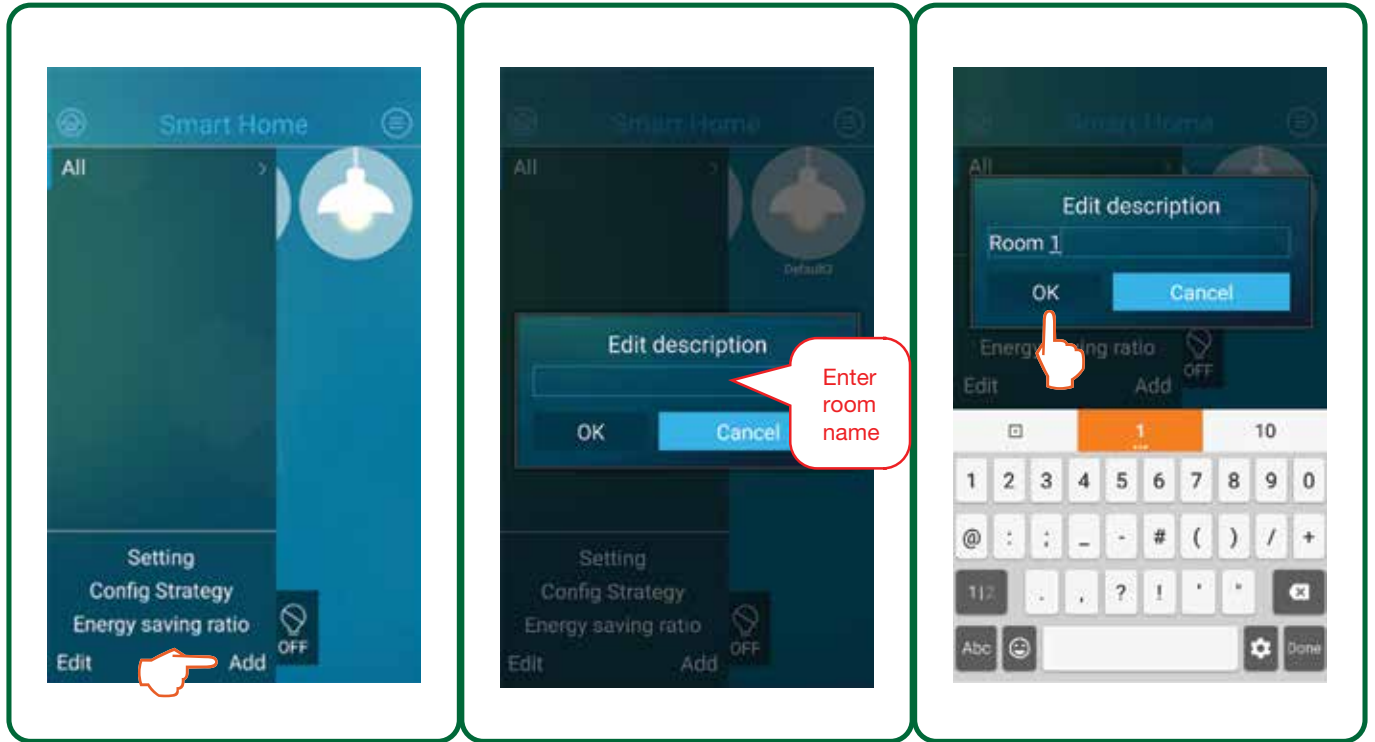 Smart Home
All
Setting
Config Strategy
Energy saving ratio
OFF
Edit Add
Smart Home
All
Default2
Edit description
Enter
room
name
OK Cancel
Setting
Config Strategy
Energy saving ratio
OFF
Edit Add
Smart Home
All
Edit description
Room 1
OK Cancel
Energy saving ratio
OFF
Edit Add
1 10
1 2 3 4 5 6 7 8 9 0
@ : ; _ - # ( ) / +
1|2 . , ? ! ' "
Abc Done